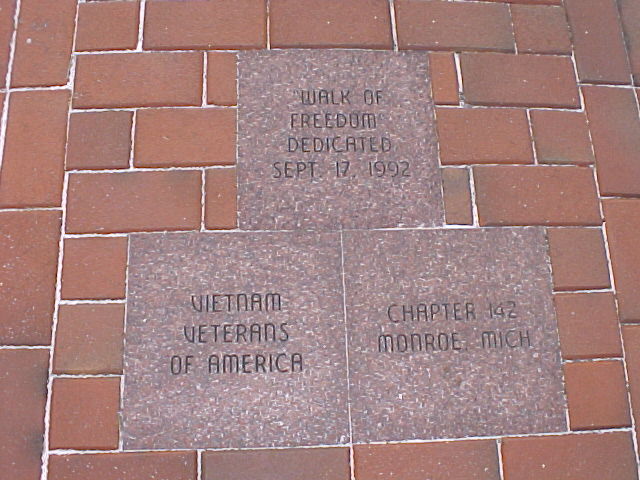 "WALK OF
FREEDOM"
DEDICATED
SEPT. 17, 1992
VIETNAM
VETERANS
OF AMERICA
CHAPTER 142
MONROE, MICH.